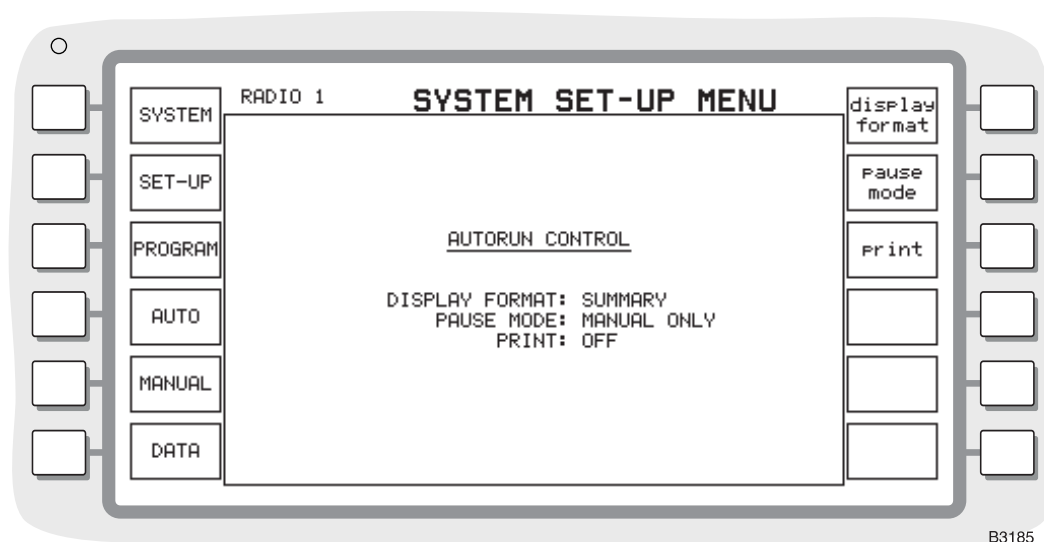 RADIO 1
SYSTEM SET-UP MENU
SYSTEM
SET-UP
PROGRAM
AUTO
MANUAL
DATA
AUTORUN CONTROL
DISPLAY FORMAT: SUMMARY
PAUSE MODE: MANUAL ONLY
PRINT: OFF
display
format
pause
mode
print
B3185